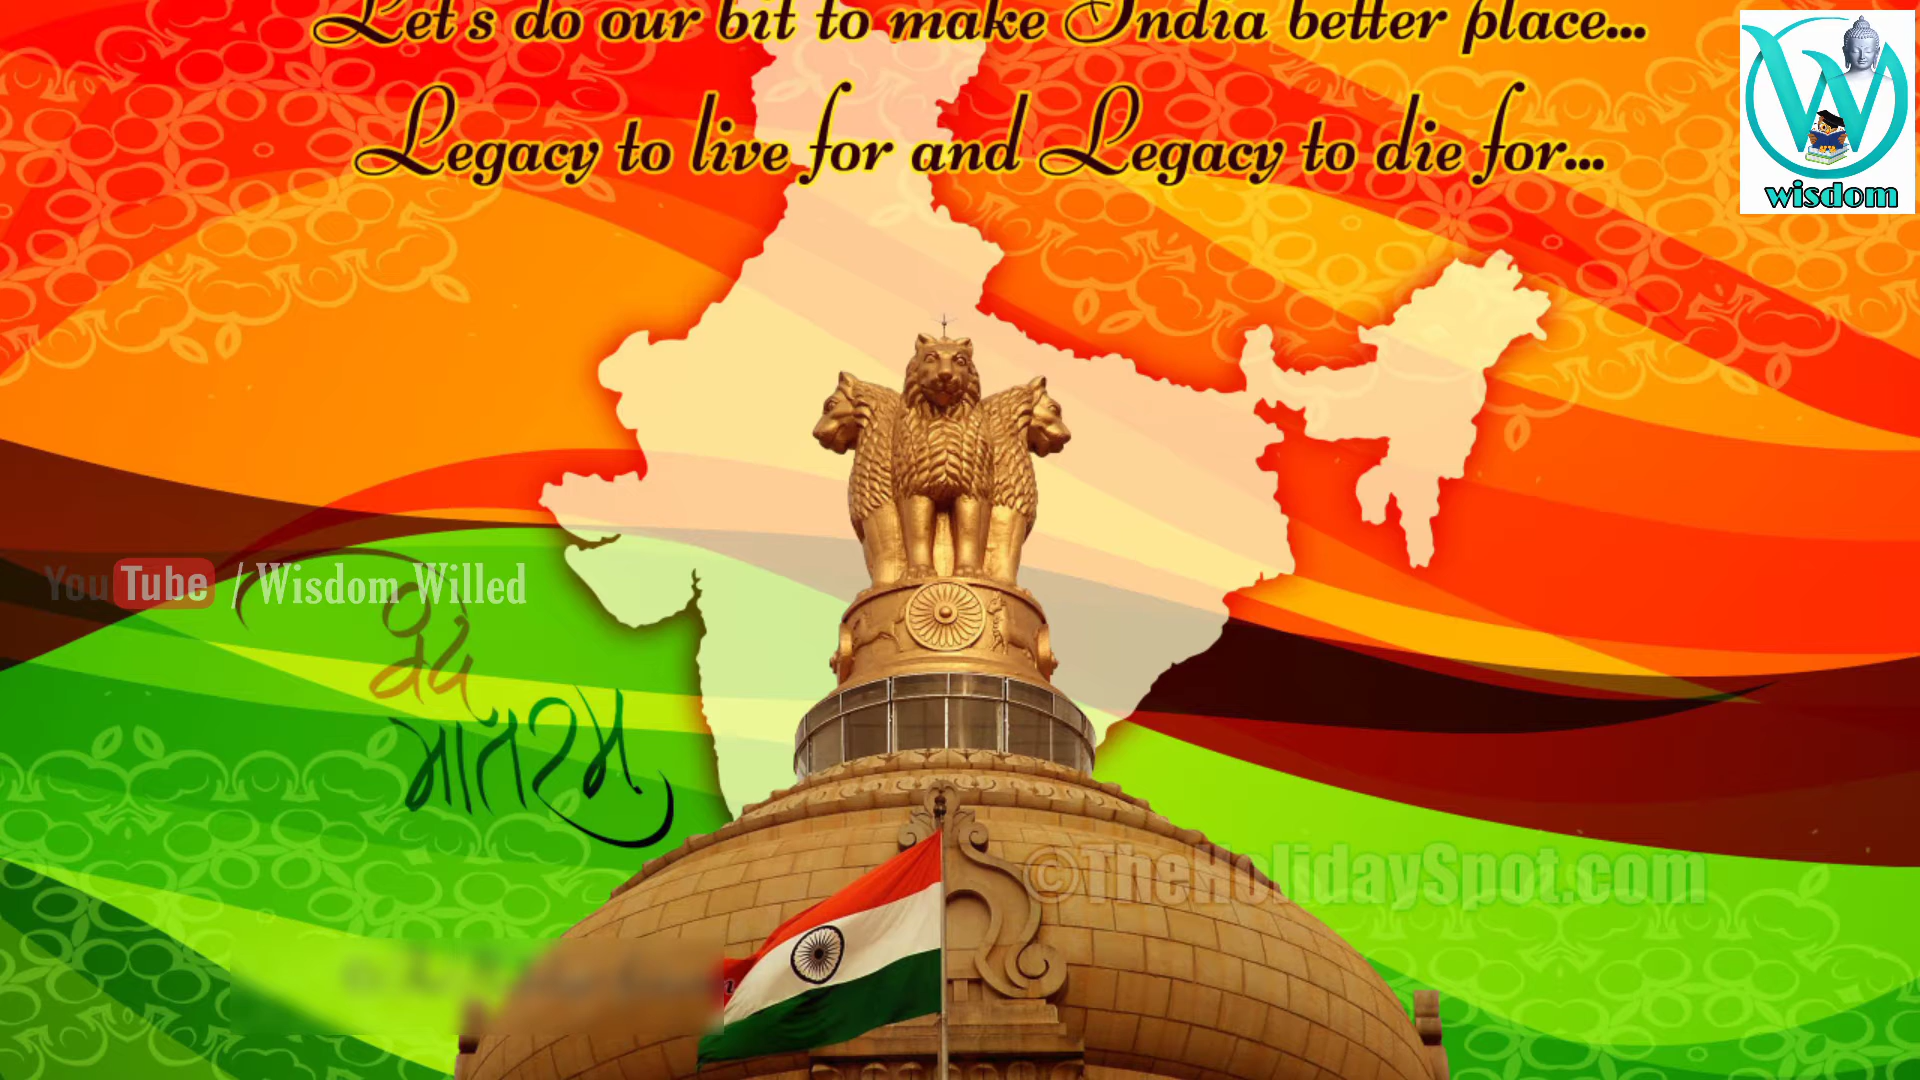 Let's do our bit to make India better place...
Legacy to live for and Legacy to die for...
wisdom
YouTube / Wisdom Willed
वंदे
मातरम्
©TheHolidaySpot.com